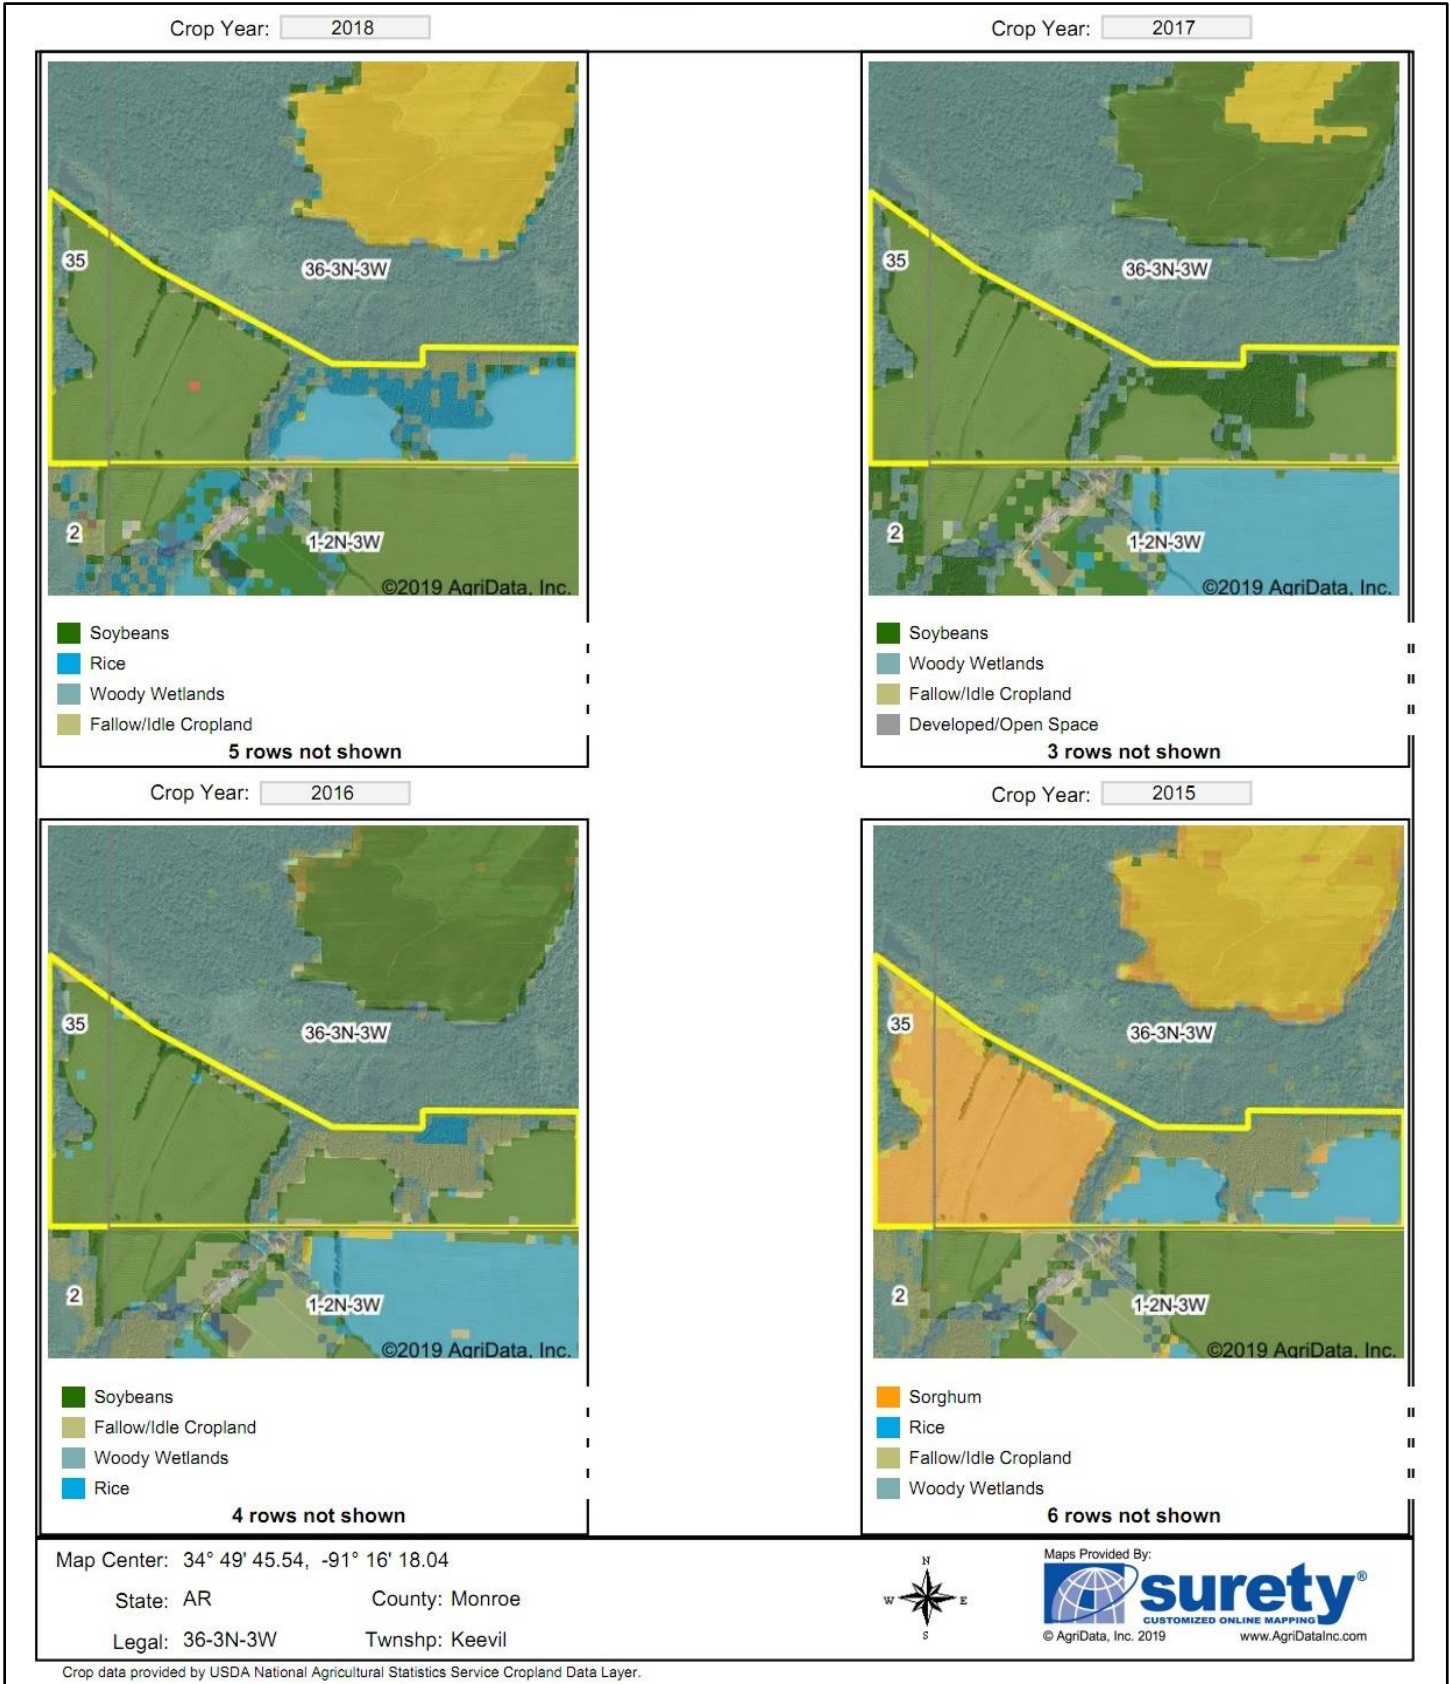 Crop Year: 2018
Crop Year: 2017
35
36-3N-3W
2
1-2N-3W
©2019 AgriData, Inc.
35
36-3N-3W
2
1-2N-3W
©2019 AgriData, Inc.
Soybeans
Rice
Woody Wetlands
Fallow/Idle Cropland
5 rows not shown
Soybeans
Woody Wetlands
Fallow/Idle Cropland
Developed/Open Space
3 rows not shown
Crop Year: 2016
Crop Year: 2015
35
36-3N-3W
2
1-2N-3W
©2019 AgriData, Inc.
35
36-3N-3W
2
1-2N-3W
©2019 AgriData, Inc.
Soybeans
Fallow/Idle Cropland
Woody Wetlands
Rice
4 rows not shown
Sorghum
Rice
Fallow/Idle Cropland
Woody Wetlands
6 rows not shown
Map Center: 34° 49' 45.54, -91° 16' 18.04
State: AR County: Monroe
Legal: 36-3N-3W Twnshp: Keevil
N
W E
S
Maps Provided By:
surety®
CUSTOMIZED ONLINE MAPPING
© AgriData, Inc. 2019 www.AgriDataInc.com
Crop data provided by USDA National Agricultural Statistics Service Cropland Data Layer.